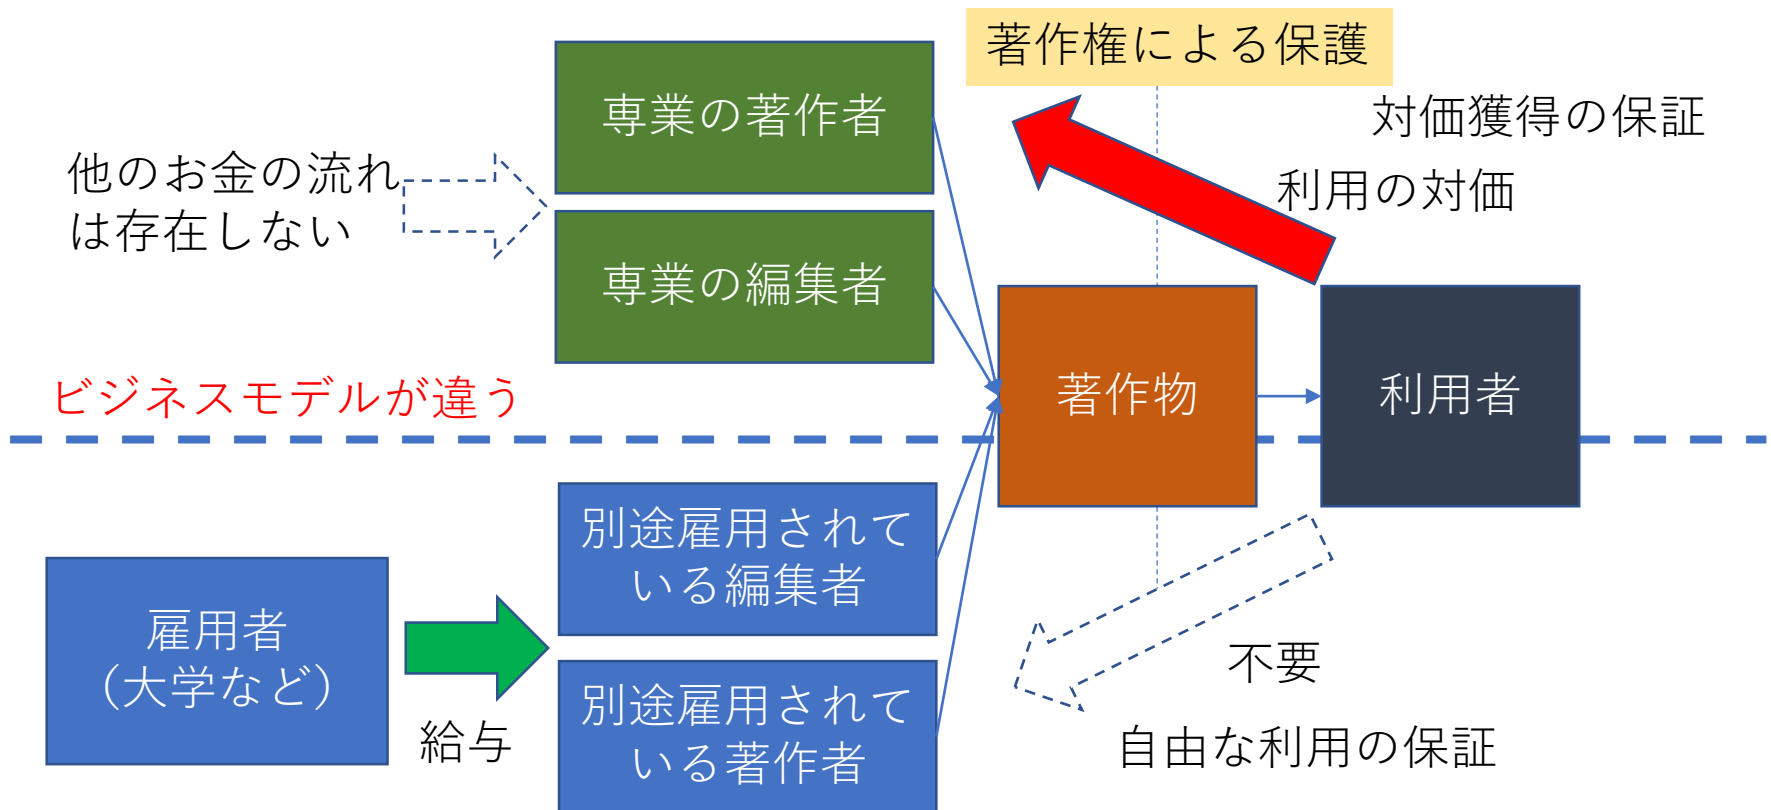 著作権による保護
専業の著作者
対価獲得の保証
他のお金の流れ
は存在しない
利用の対価
専業の編集者
ビジネスモデルが違う
著作物
利用者
別途雇用されて
いる編集者
雇用者
（大学など）
給与
別途雇用されて
いる著作者
不要
自由な利用の保証